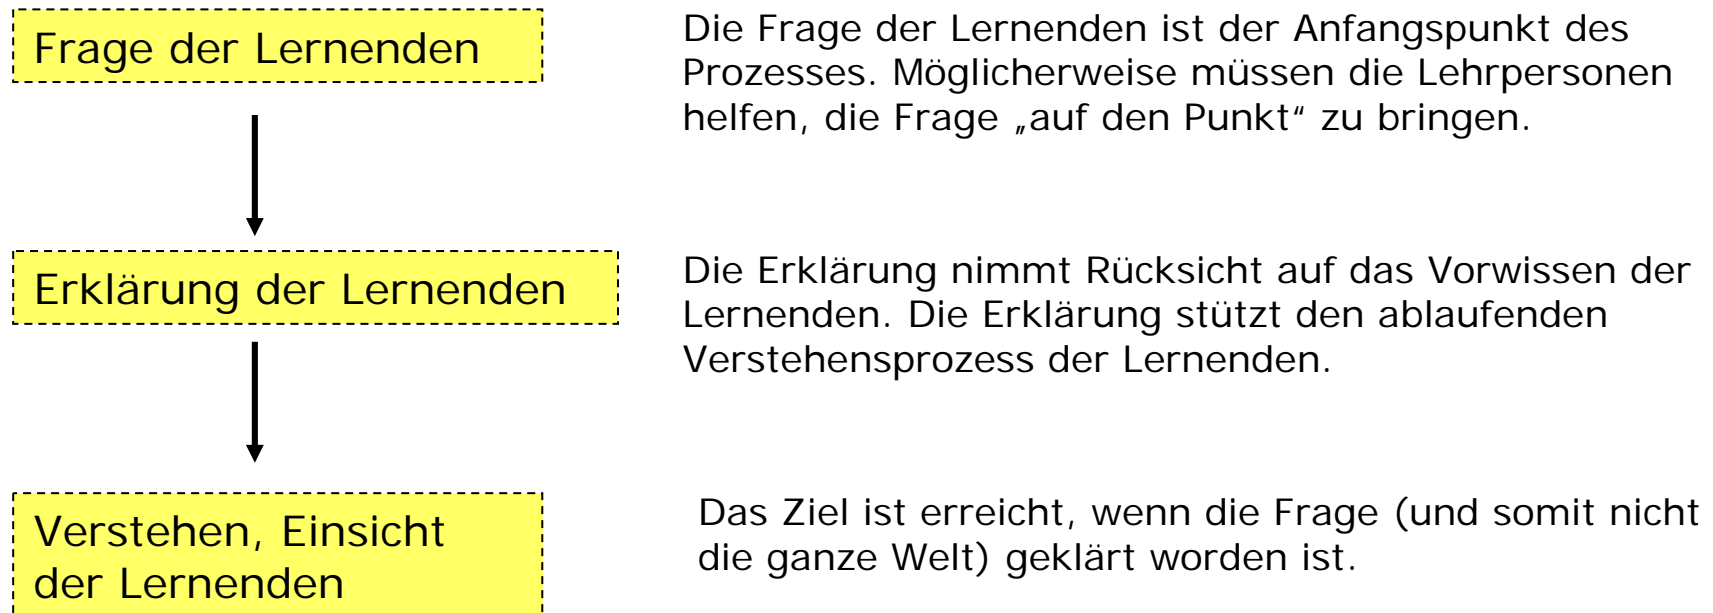 Frage der Lernenden
Die Frage der Lernenden ist der Anfangspunkt des
Prozesses. Möglicherweise müssen die Lehrpersonen
helfen, die Frage „auf den Punkt“ zu bringen.
Erklärung der Lernenden
Die Erklärung nimmt Rücksicht auf das Vorwissen der
Lernenden. Die Erklärung stützt den ablaufenden
Verstehensprozess der Lernenden.
Verstehen, Einsicht
der Lernenden
Das Ziel ist erreicht, wenn die Frage (und somit nicht
die ganze Welt) geklärt worden ist.